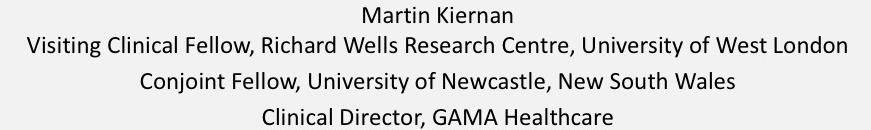 Martin Kiernan
Visiting Clinical Fellow, Richard Wells Research Centre, University of West London
Conjoint Fellow, University of Newcastle, New South Wales
Clinical Director, GAMA Healthcare